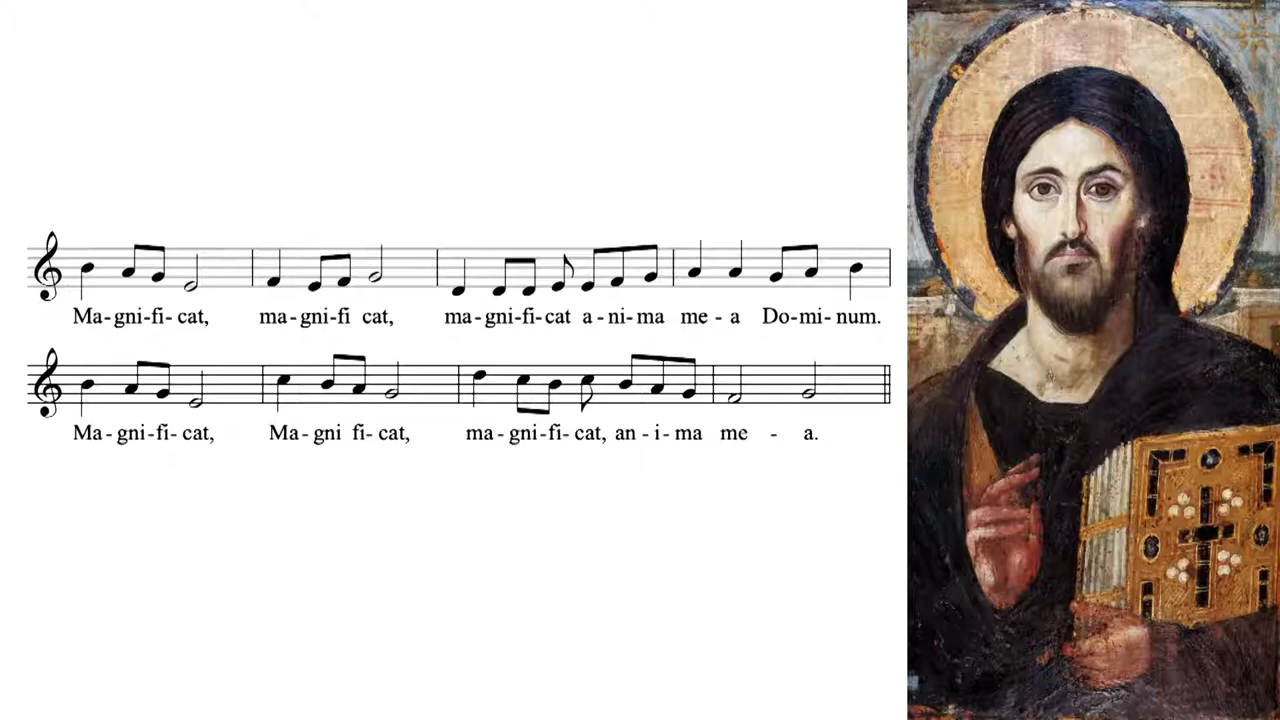 Ma-gni-fi-cat, ma-gni-fi cat, ma-gni-fi-cat a-ni-ma me-a Do-mi-num.
Ma-gni-fi-cat, Ma-gni fi-cat, ma-gni-fi-cat, an-i-ma me - a.